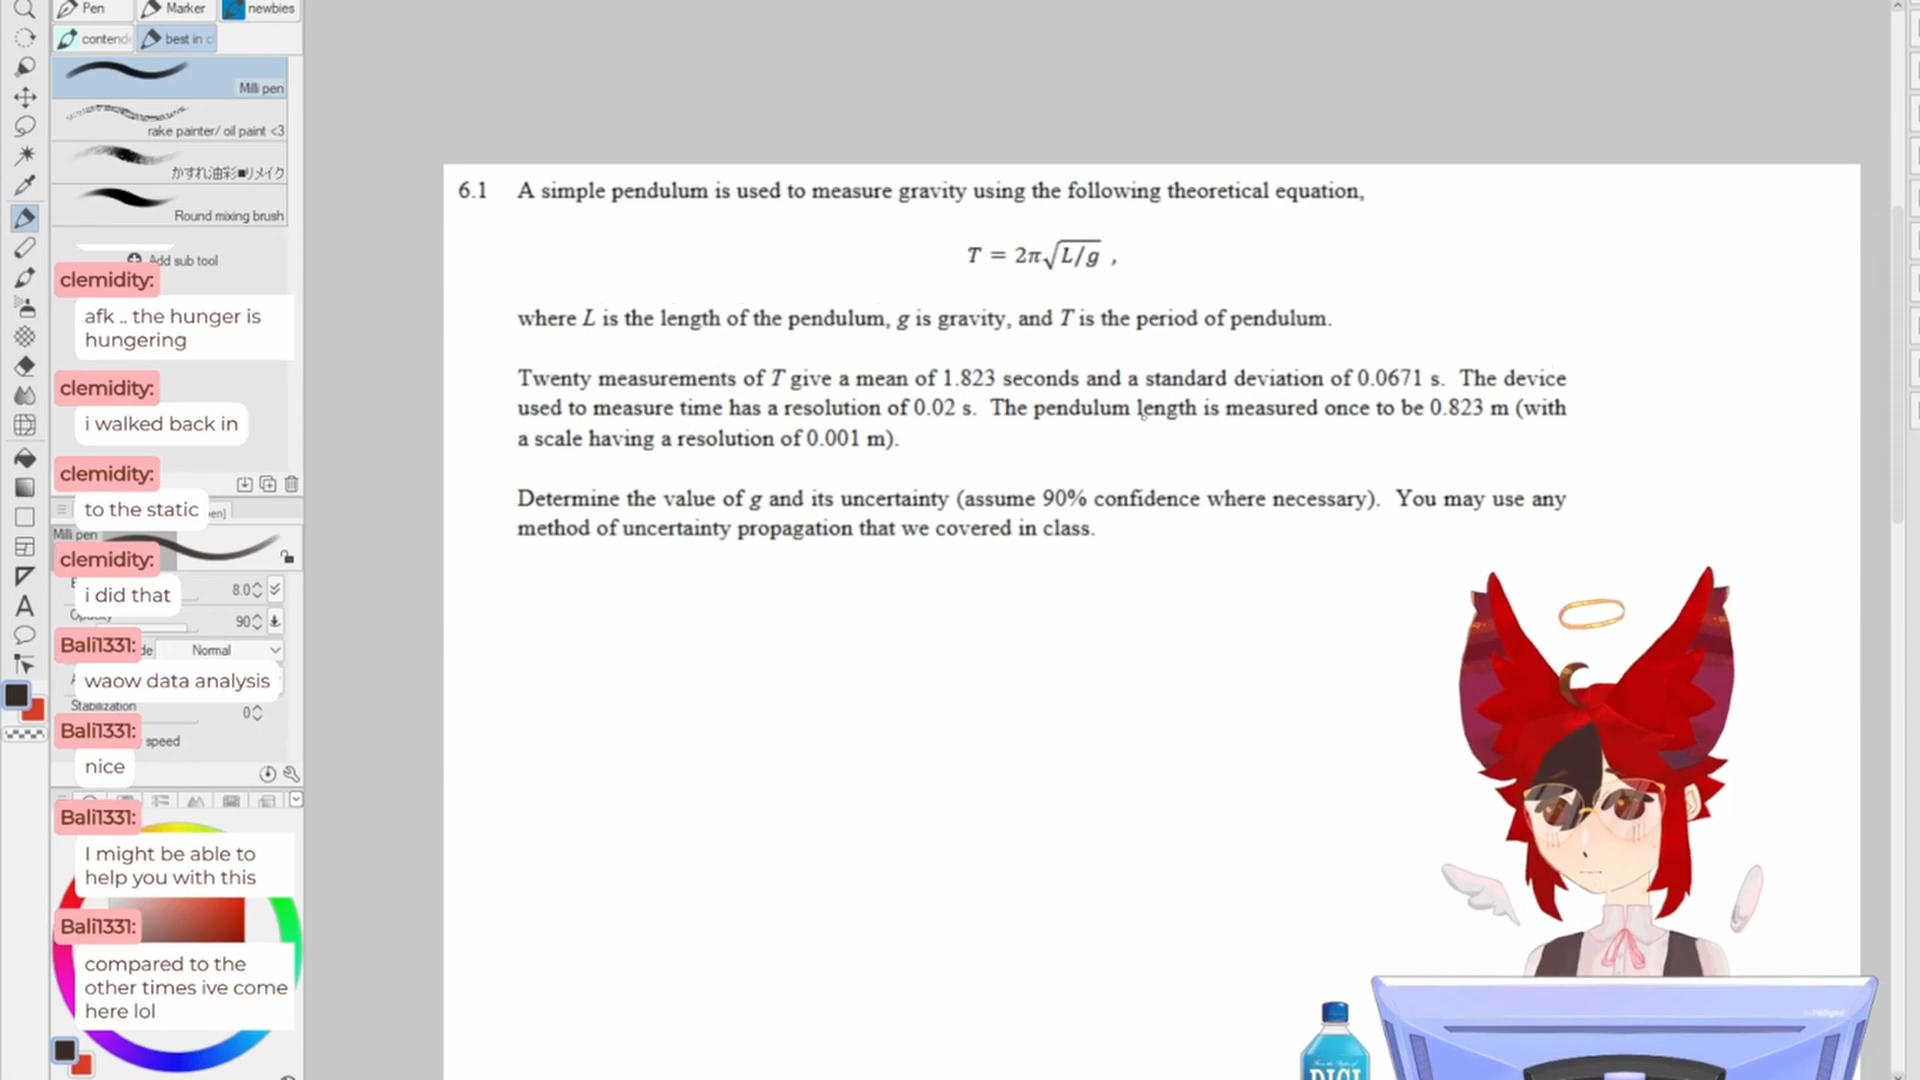 Pen
Marker
newbies
contend
best in c
Milli pen
rake painter/ oil paint <3
かすれ油彩■リメイク
Round mixing brush
Add sub tool
clemidity:
afk .. the hunger is
hungering
clemidity:
i walked back in
clemidity:
to the static
en]
Milli pen
clemidity:
i did that
8.0
90
Bali1331:
de
Normal
waow data analysis
Stabilization
0
Bali1331:
speed
nice
Bali1331:
I might be able to
help you with this
Bali1331:
compared to the
other times ive come
here lol
6.1 A simple pendulum is used to measure gravity using the following theoretical equation,
T = 2π√L/g ,
where L is the length of the pendulum, g is gravity, and T is the period of pendulum.
Twenty measurements of T give a mean of 1.823 seconds and a standard deviation of 0.0671 s. The device
used to measure time has a resolution of 0.02 s. The pendulum length is measured once to be 0.823 m (with
a scale having a resolution of 0.001 m).
Determine the value of g and its uncertainty (assume 90% confidence where necessary). You may use any
method of uncertainty propagation that we covered in class.
DIGI